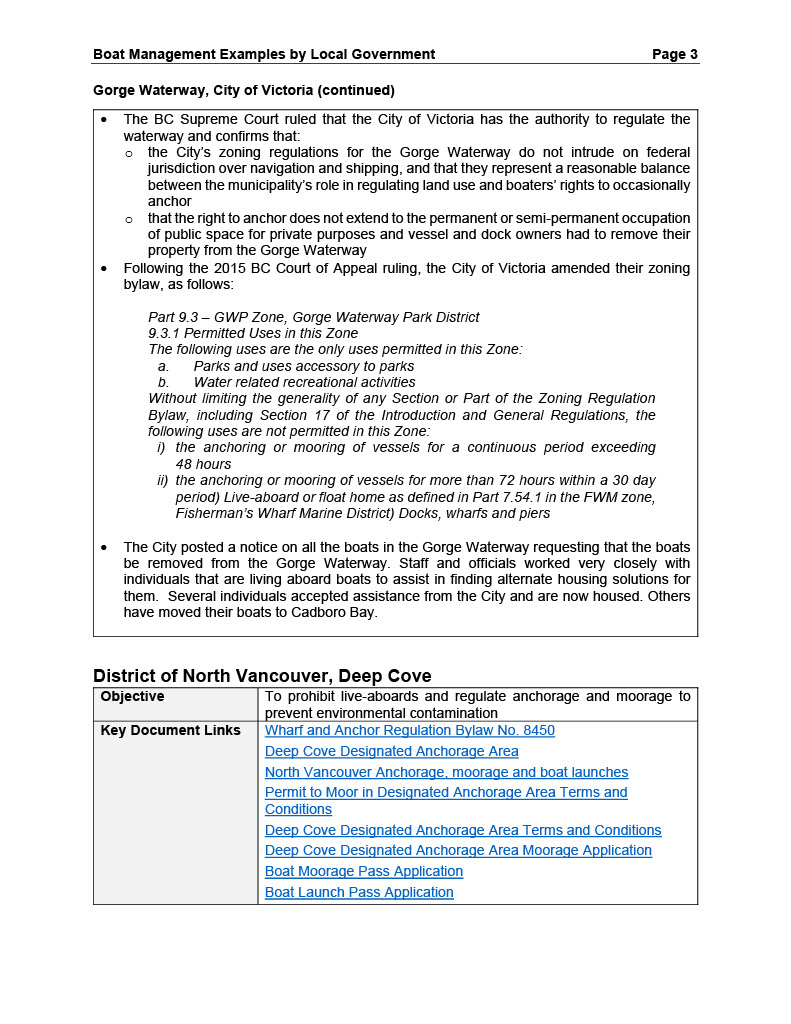 Boat Management Examples by Local Government Page 3
Gorge Waterway, City of Victoria (continued)
• The BC Supreme Court ruled that the City of Victoria has the authority to regulate the
waterway and confirms that:
o the City's zoning regulations for the Gorge Waterway do not intrude on federal
jurisdiction over navigation and shipping, and that they represent a reasonable balance
between the municipality's role in regulating land use and boaters' rights to occasionally
anchor
o that the right to anchor does not extend to the permanent or semi-permanent occupation
of public space for private purposes and vessel and dock owners had to remove their
property from the Gorge Waterway
• Following the 2015 BC Court of Appeal ruling, the City of Victoria amended their zoning
bylaw, as follows:
Part 9.3 – GWP Zone, Gorge Waterway Park District
9.3.1 Permitted Uses in this Zone
The following uses are the only uses permitted in this Zone:
a. Parks and uses accessory to parks
b. Water related recreational activities
Without limiting the generality of any Section or Part of the Zoning Regulation
Bylaw, including Section 17 of the Introduction and General Regulations, the
following uses are not permitted in this Zone:
i) the anchoring or mooring of vessels for a continuous period exceeding
48 hours
ii) the anchoring or mooring of vessels for more than 72 hours within a 30 day
period) Live-aboard or float home as defined in Part 7.54.1 in the FWM zone,
Fisherman's Wharf Marine District) Docks, wharfs and piers
• The City posted a notice on all the boats in the Gorge Waterway requesting that the boats
be removed from the Gorge Waterway. Staff and officials worked very closely with
individuals that are living aboard boats to assist in finding alternate housing solutions for
them. Several individuals accepted assistance from the City and are now housed. Others
have moved their boats to Cadboro Bay.
District of North Vancouver, Deep Cove
Objective To prohibit live-aboards and regulate anchorage and moorage to
prevent environmental contamination
Key Document Links Wharf and Anchor Regulation Bylaw No. 8450
Deep Cove Designated Anchorage Area
North Vancouver Anchorage, moorage and boat launches
Permit to Moor in Designated Anchorage Area Terms and
Conditions
Deep Cove Designated Anchorage Area Terms and Conditions
Deep Cove Designated Anchorage Area Moorage Application
Boat Moorage Pass Application
Boat Launch Pass Application